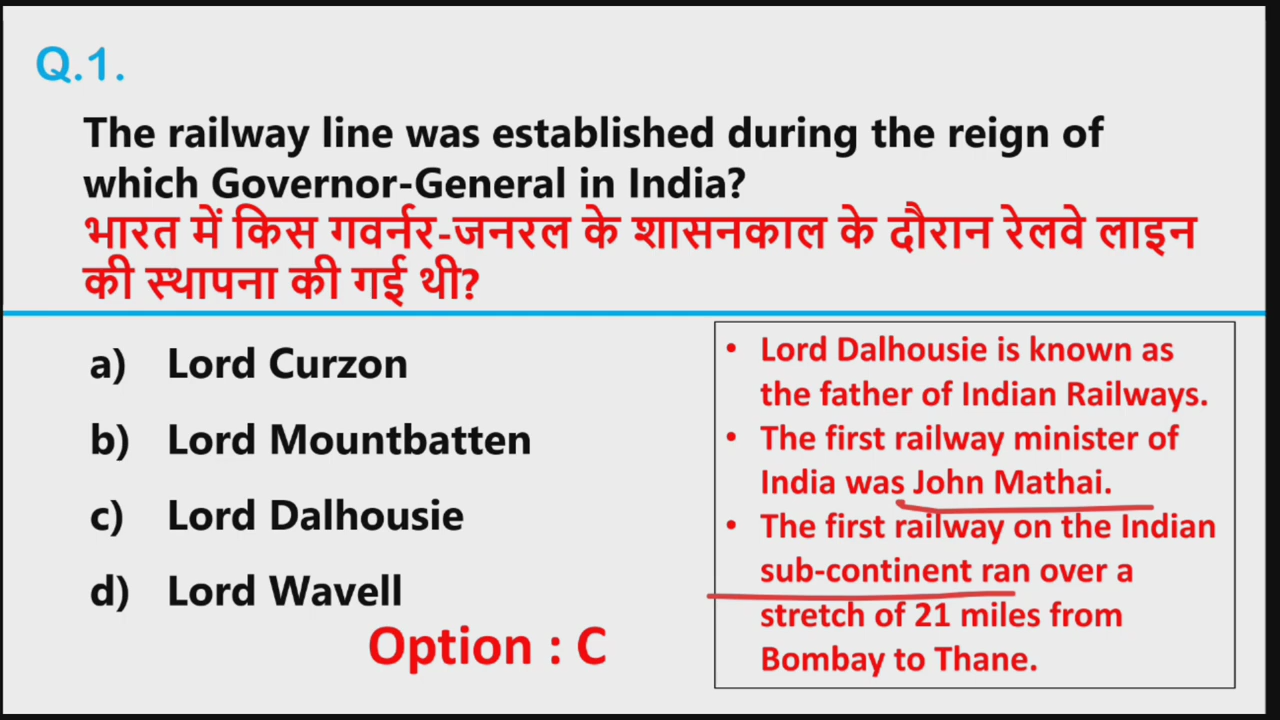 Q.1.
The railway line was established during the reign of
which Governor-General in India?
भारत में किस गवर्नर-जनरल के शासनकाल के दौरान रेलवे लाइन
की स्थापना की गई थी?
a) Lord Curzon
b) Lord Mountbatten
c) Lord Dalhousie
d) Lord Wavell
Option : C
• Lord Dalhousie is known as
the father of Indian Railways.
• The first railway minister of
India was John Mathai.
• The first railway on the Indian
sub-continent ran over a
stretch of 21 miles from
Bombay to Thane.